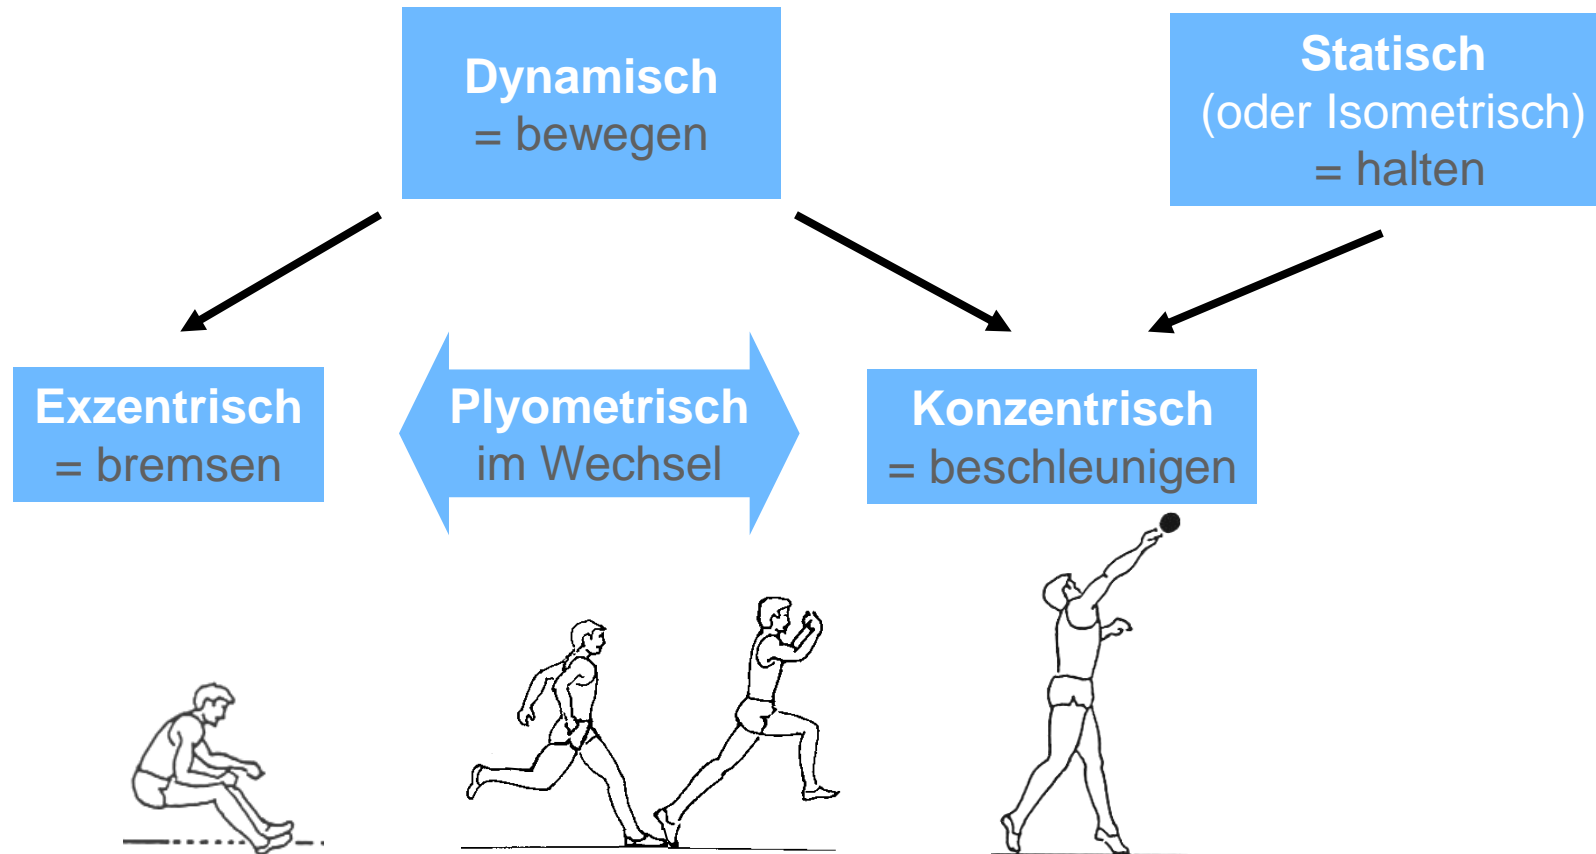 Dynamisch
= bewegen
Statisch
(oder Isometrisch)
= halten
Exzentrisch
= bremsen
Plyometrisch
im Wechsel
Konzentrisch
= beschleunigen